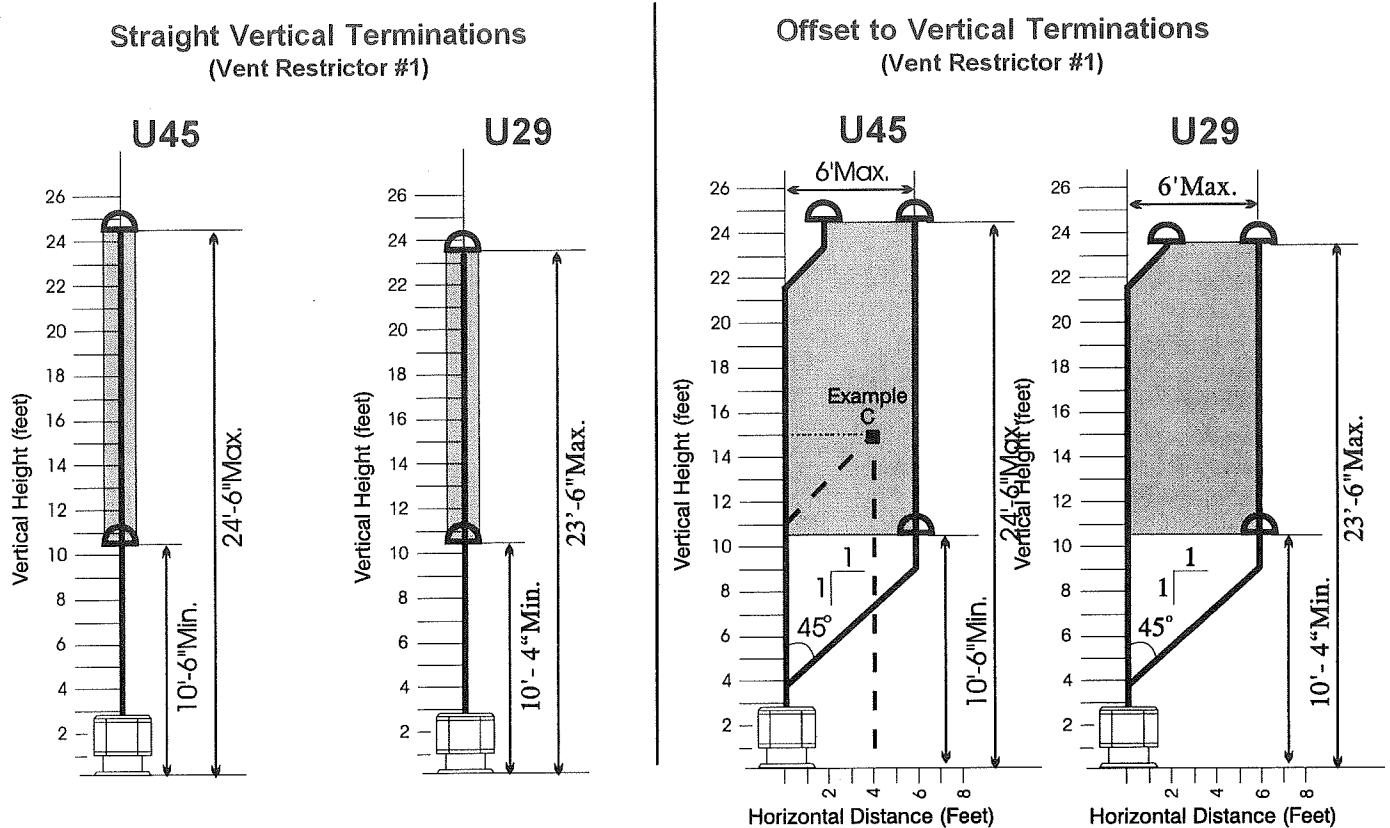 Straight Vertical Terminations
(Vent Restrictor #1)
U45
26
24
22
20
18
16
14
12
10
8
6
4
2
Vertical Height (feet)
10'-6"Min.
24'-6"Max.
U29
26
24
22
20
18
16
14
12
10
8
6
4
2
Vertical Height (feet)
10'- 4“Min.
23'-6"Max.
Offset to Vertical Terminations
(Vent Restrictor #1)
U45
6'Max.
26
24
22
20
18
16
14
12
10
8
6
4
2
Vertical Height (feet)
Example
C
1
1
45°
10'-6"Min.
24'-6"Max.
2
4
6
8
Horizontal Distance (Feet)
U29
6'Max.
26
24
22
20
18
16
14
12
10
8
6
4
2
Vertical Height (feet)
1
1
45°
10'- 4“Min.
23'-6"Max.
2
4
6
8
Horizontal Distance (Feet)